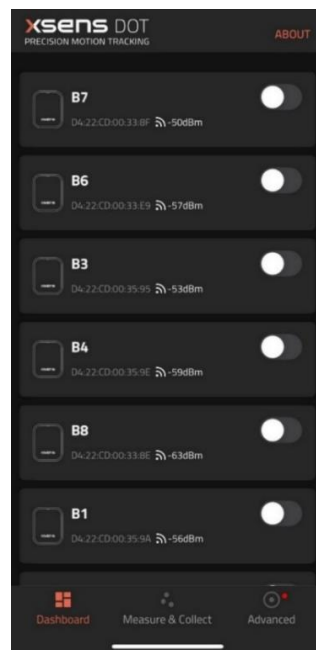 xsens DOT
PRECISION MOTION TRACKING
ABOUT
B7
D4:22:CD:00:33:8F -50dBm
B6
D4:22:CD:00:33:E9 -57dBm
B3
D4:22:CD:00:35:95 -53dBm
B4
D4:22:CD:00:35:9E -59dBm
B8
D4:22:CD:00:33:8E -63dBm
B1
D4:22:CD:00:35:9A -56dBm
Dashboard Measure & Collect Advanced